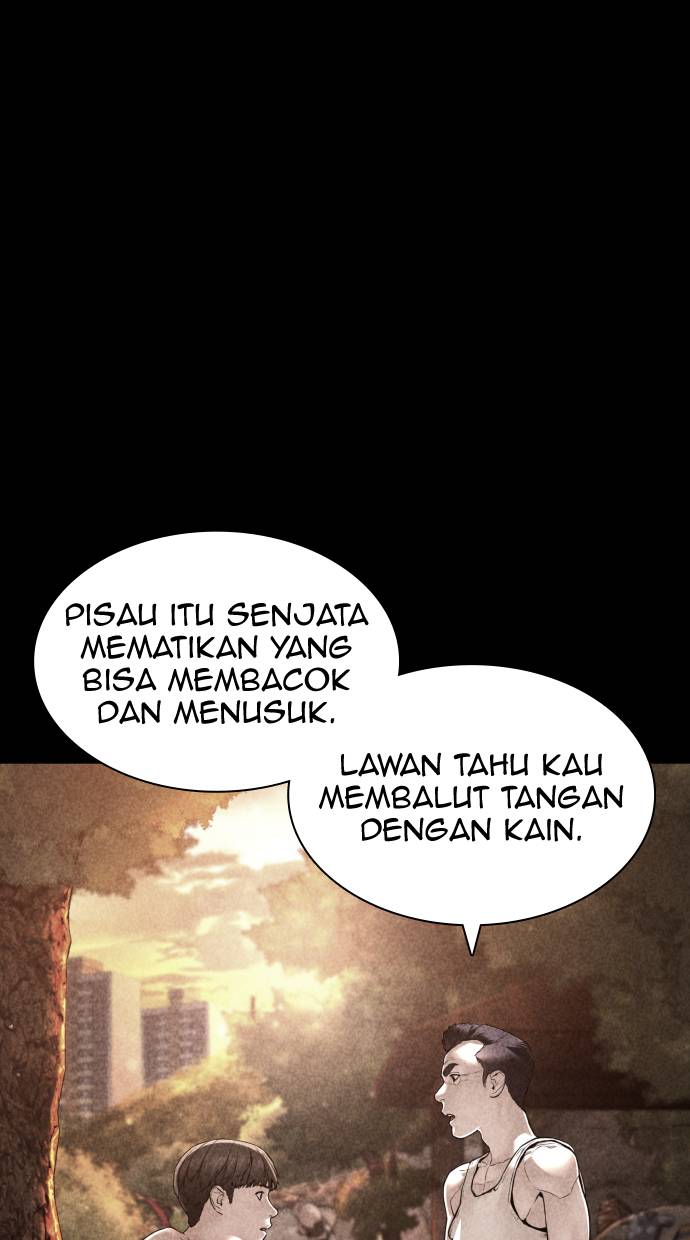 PISAU ITU SENJATA
MEMATIKAN YANG
BISA MEMBACOK
DAN MENUSUK.
LAWAN TAHU KAU
MEMBALUT TANGAN
DENGAN KAIN.